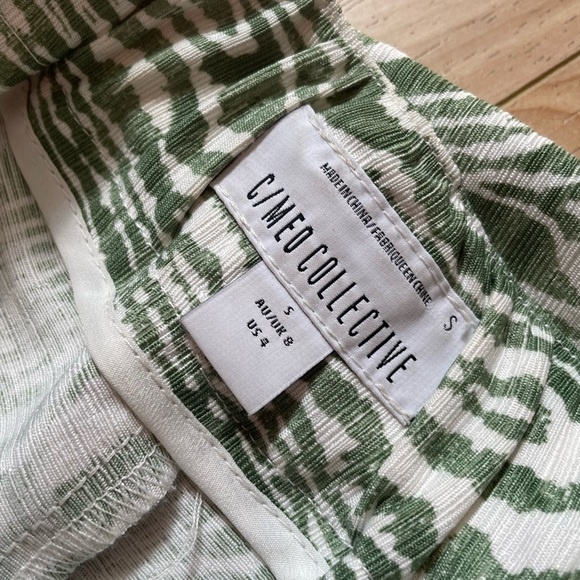 MADE IN CHINA/FABRIQUE EN CHINE
S
C/MEO COLLECTIVE
S
AU/UK 8
US 4